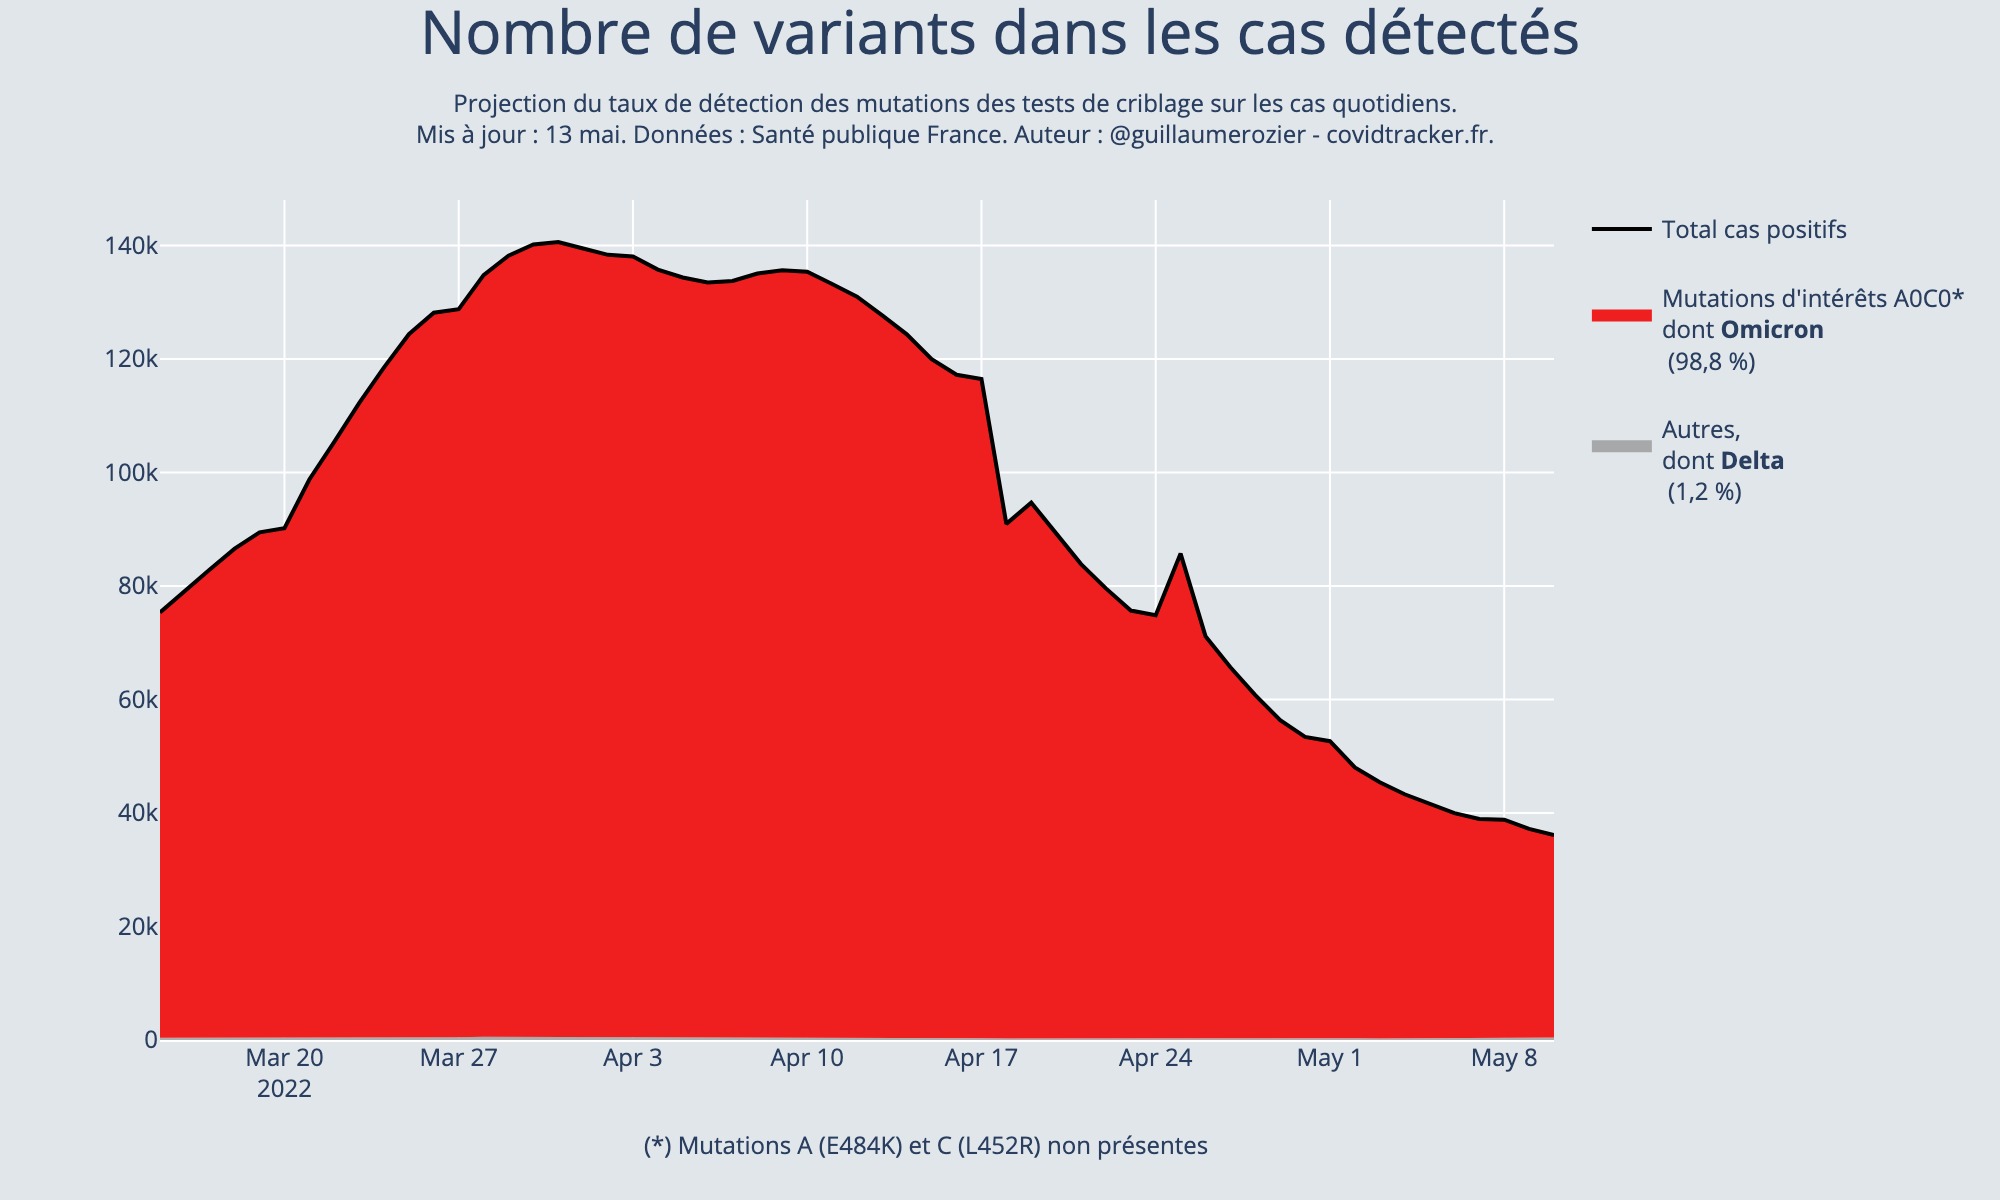 Nombre de variants dans les cas détectés
Projection du taux de détection des mutations des tests de criblage sur les cas quotidiens.
Mis à jour : 13 mai. Données : Santé publique France. Auteur : @guillaumerozier - covidtracker.fr.
140k
120k
100k
80k
60k
40k
20k
0
Mar 20
2022
Mar 27
Apr 3
Apr 10
Apr 17
Apr 24
May 1
May 8
Total cas positifs
Mutations d'intérêts A0C0*
dont Omicron
(98,8 %)
Autres,
dont Delta
(1,2 %)
(*) Mutations A (E484K) et C (L452R) non présentes